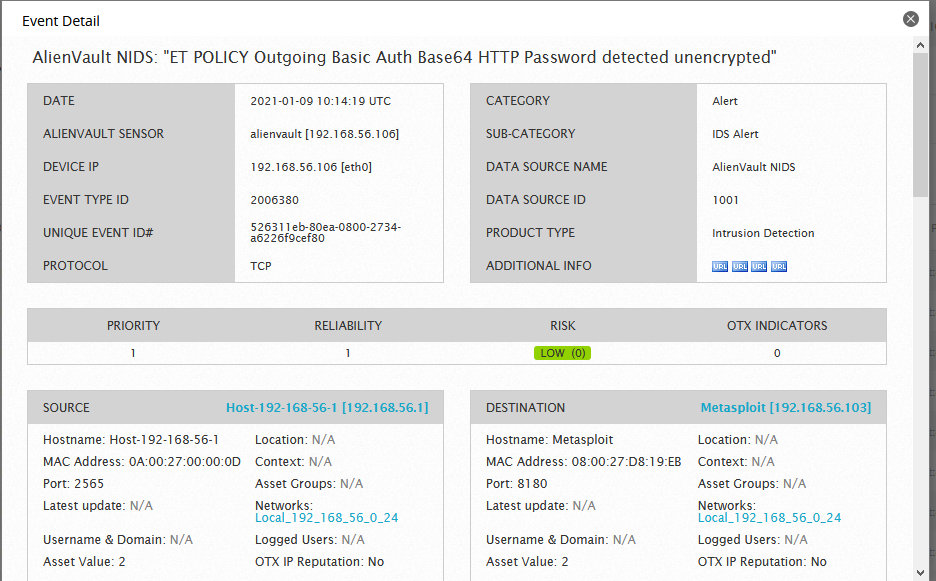 Event Detail
AlienVault NIDS: "ET POLICY Outgoing Basic Auth Base64 HTTP Password detected unencrypted"
DATE 2021-01-09 10:14:19 UTC
ALIENVAULT SENSOR alienvault [192.168.56.106]
DEVICE IP 192.168.56.106 [eth0]
EVENT TYPE ID 2006380
UNIQUE EVENT ID# 526311eb-80ea-0800-2734-
a6226f9cef80
PROTOCOL TCP
CATEGORY Alert
SUB-CATEGORY IDS Alert
DATA SOURCE NAME AlienVault NIDS
DATA SOURCE ID 1001
PRODUCT TYPE Intrusion Detection
ADDITIONAL INFO URL URL URL URL
PRIORITY RELIABILITY RISK OTX INDICATORS
1 1 LOW (0) 0
SOURCE Host-192-168-56-1 [192.168.56.1]
Hostname: Host-192-168-56-1 Location: N/A
MAC Address: 0A:00:27:00:00:0D Context: N/A
Port: 2565 Asset Groups: N/A
Latest update: N/A Networks:
Local_192_168_56_0_24
Username & Domain: N/A Logged Users: N/A
Asset Value: 2 OTX IP Reputation: No
DESTINATION Metasploit [192.168.56.103]
Hostname: Metasploit Location: N/A
MAC Address: 08:00:27:D8:19:EB Context: N/A
Port: 8180 Asset Groups: N/A
Latest update: N/A Networks:
Local_192_168_56_0_24
Username & Domain: N/A Logged Users: N/A
Asset Value: 2 OTX IP Reputation: No